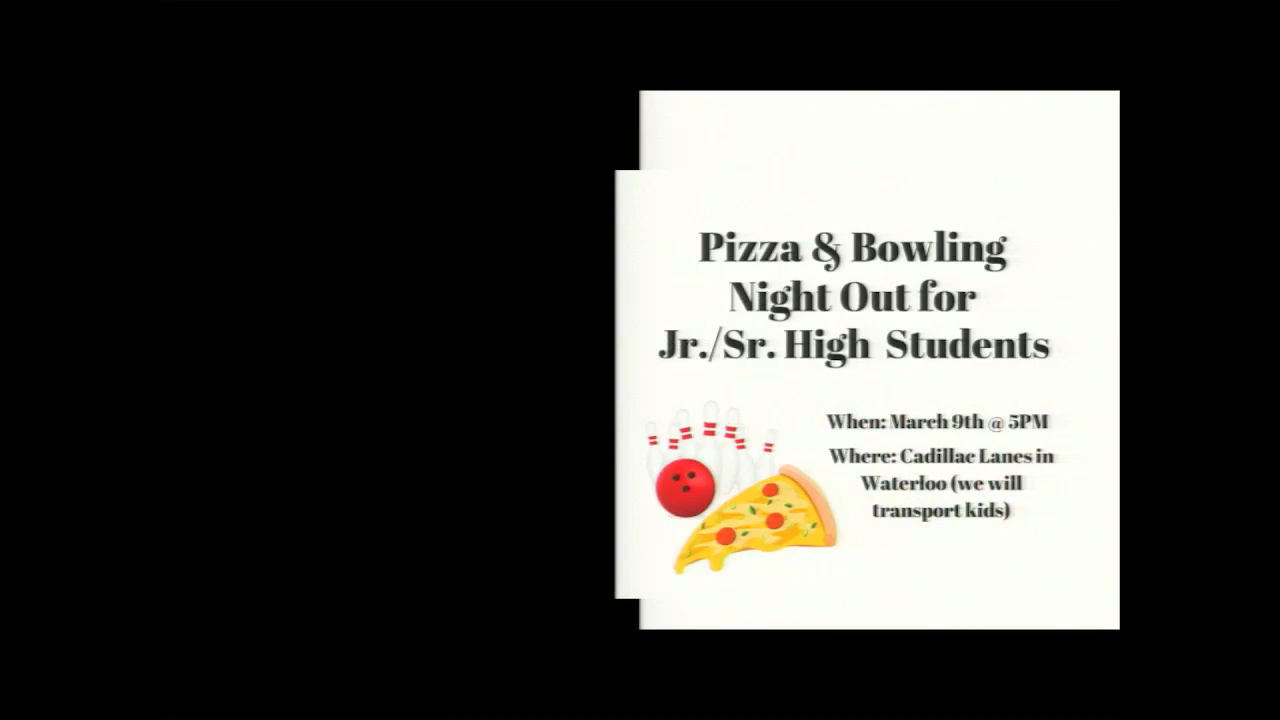 Pizza & Bowling
Night Out for
Jr./Sr. High Students
When: March 9th @ 5PM
Where: Cadillac Lanes in
Waterloo (we will
transport kids)